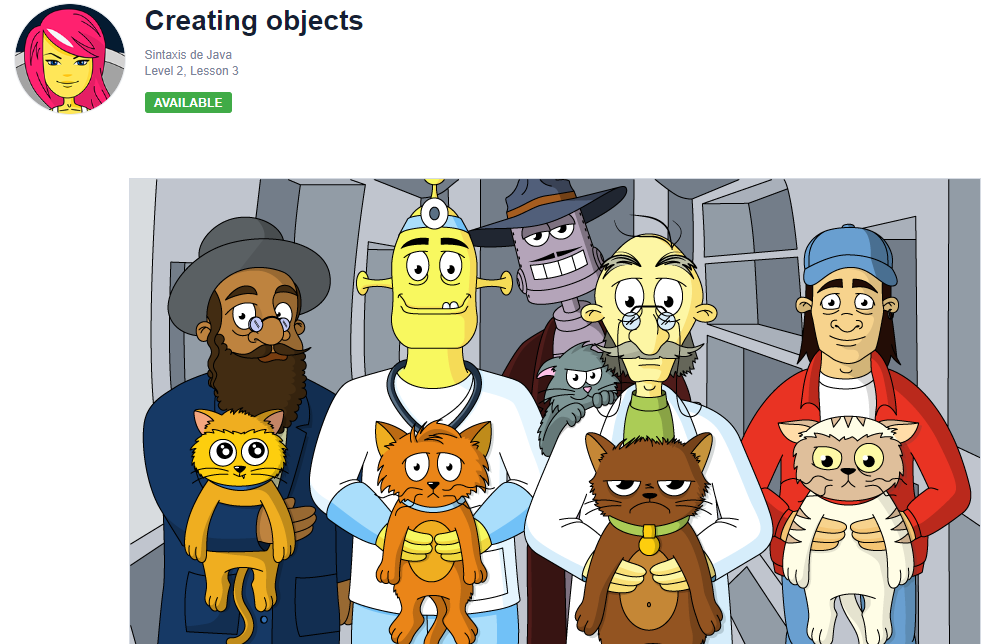 Creating objects
Sintaxis de Java
Level 2, Lesson 3
AVAILABLE